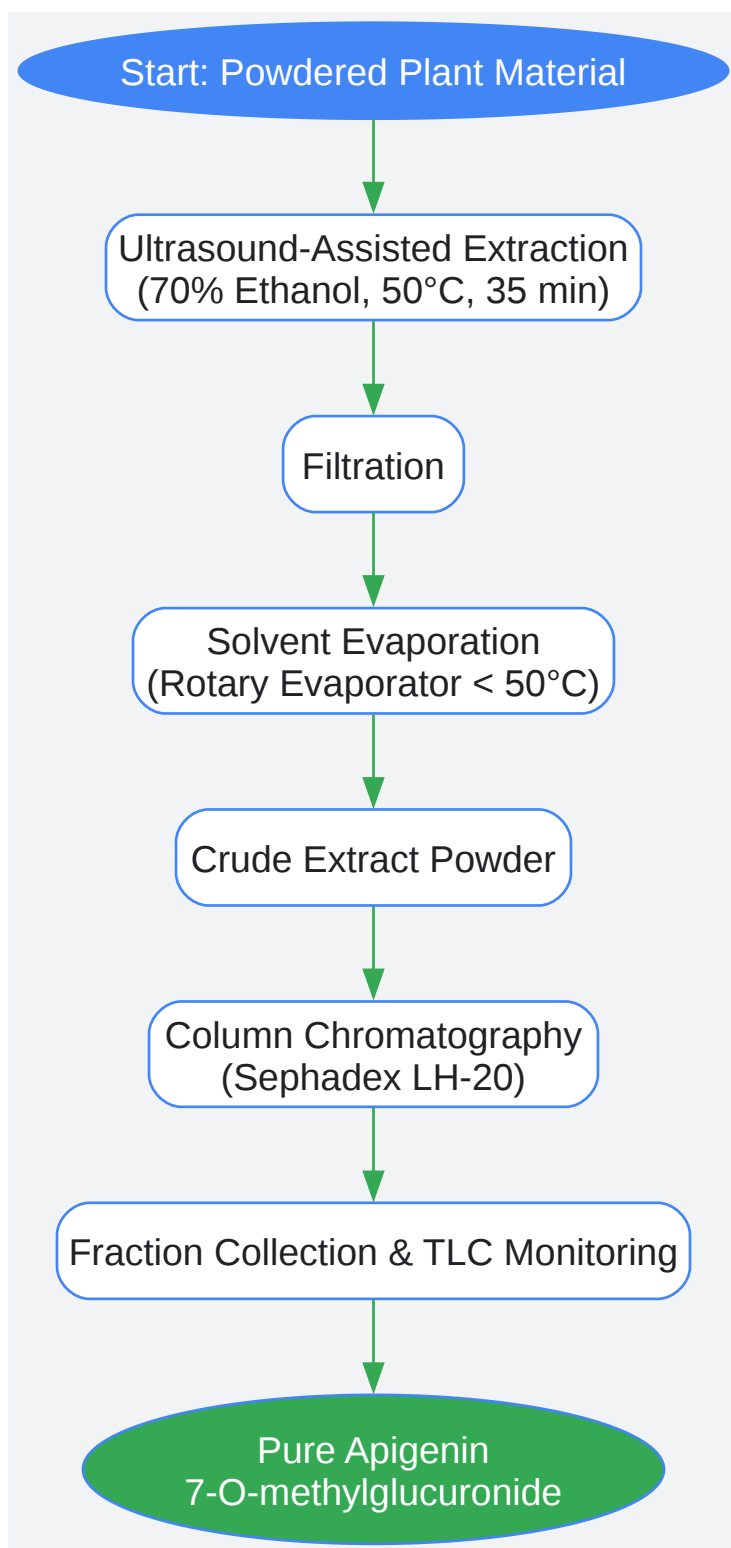 Start: Powdered Plant Material
Ultrasound-Assisted Extraction
(70% Ethanol, 50°C, 35 min)
Filtration
Solvent Evaporation
(Rotary Evaporator < 50°C)
Crude Extract Powder
Column Chromatography
(Sephadex LH-20)
Fraction Collection & TLC Monitoring
Pure Apigenin
7-O-methylglucuronide